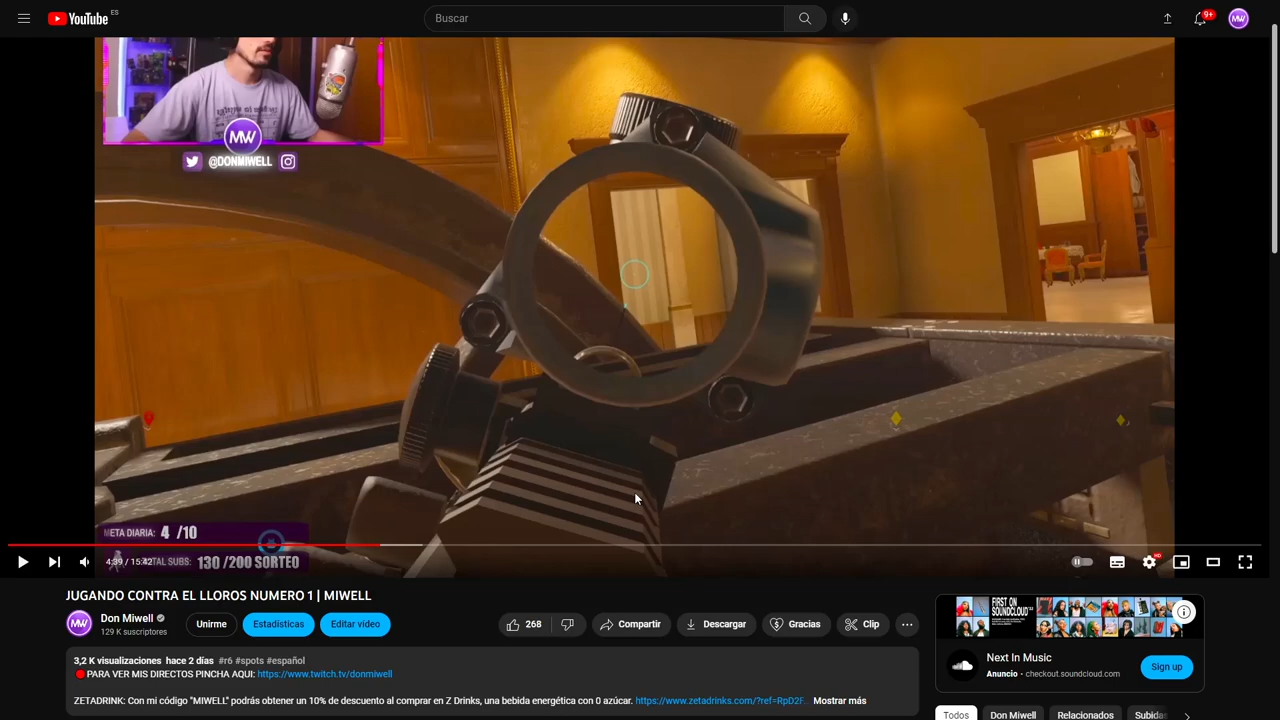 YouTube ES
Buscar
9+
MW
MW
@DONMIWELL
META DIARIA: 4 /10
TOTAL SUBS: 130 /200 SORTEO
4:39 / 15:42
HD
JUGANDO CONTRA EL LLOROS NUMERO 1 | MIWELL
MW
Don Miwell
129 K suscriptores
Unirme
Estadísticas
Editar vídeo
268
Compartir
Descargar
Gracias
Clip
3,2 K visualizaciones hace 2 días #r6 #spots #español
PARA VER MIS DIRECTOS PINCHA AQUI: https://www.twitch.tv/donmiwell
ZETADRINK: Con mi código "MIWELL" podrás obtener un 10% de descuento al comprar en Z Drinks, una bebida energética con 0 azúcar. https://www.zetadrinks.com/?ref=RpD2F... Mostrar más
FIRST ON
SOUNDCLOUD
Next In Music
Anuncio • checkout.soundcloud.com
Sign up
Todos
Don Miwell
Relacionados
Subidas